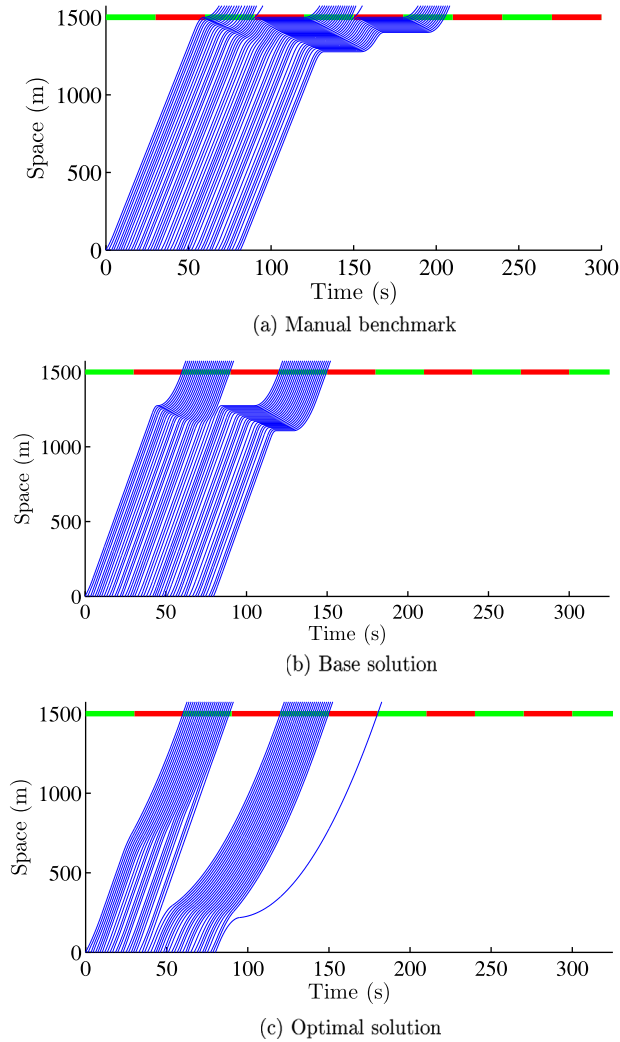 1500
1000
500
0
Space (m)
0 50 100 150 200 250 300
Time (s)
(a) Manual benchmark
1500
1000
500
0
Space (m)
0 50 100 150 200 250 300
Time (s)
(b) Base solution
1500
1000
500
0
Space (m)
0 50 100 150 200 250 300
Time (s)
(c) Optimal solution